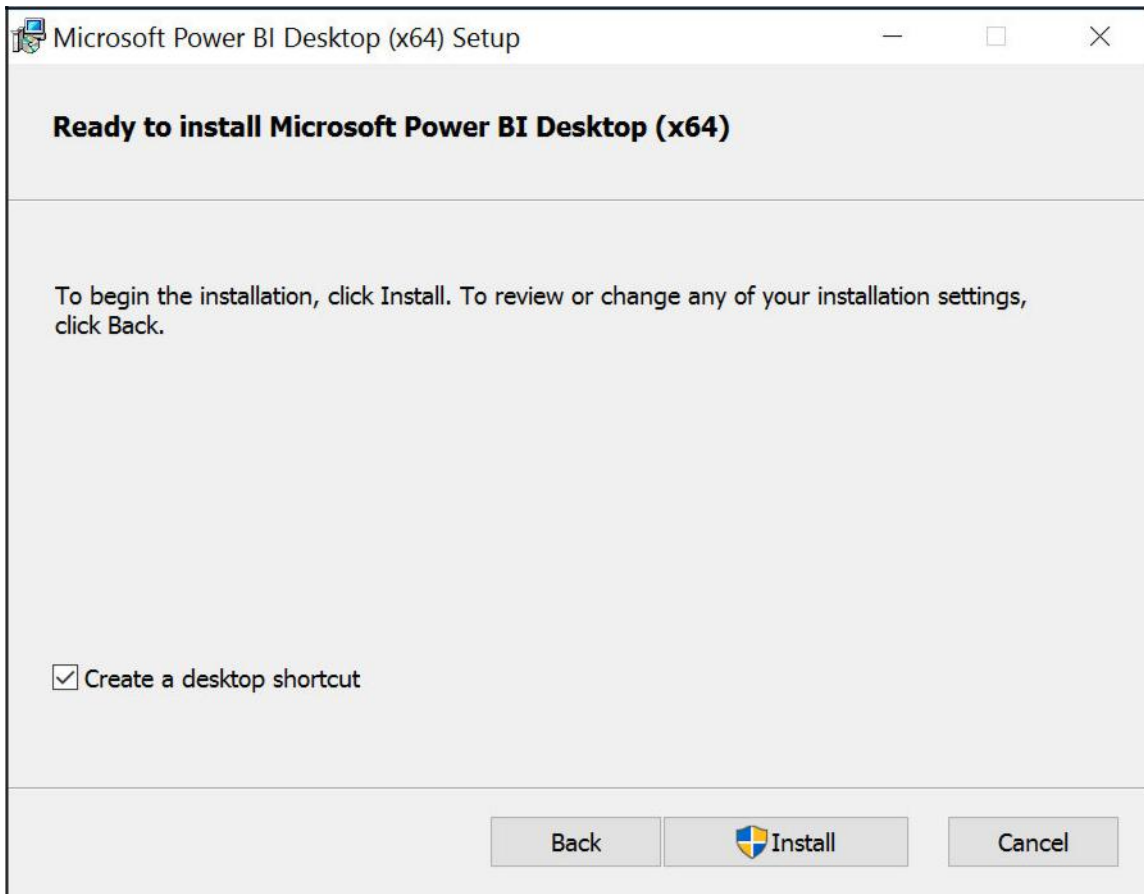 Microsoft Power BI Desktop (x64) Setup
Ready to install Microsoft Power BI Desktop (x64)
To begin the installation, click Install. To review or change any of your installation settings,
click Back.
Create a desktop shortcut
Back
Install
Cancel